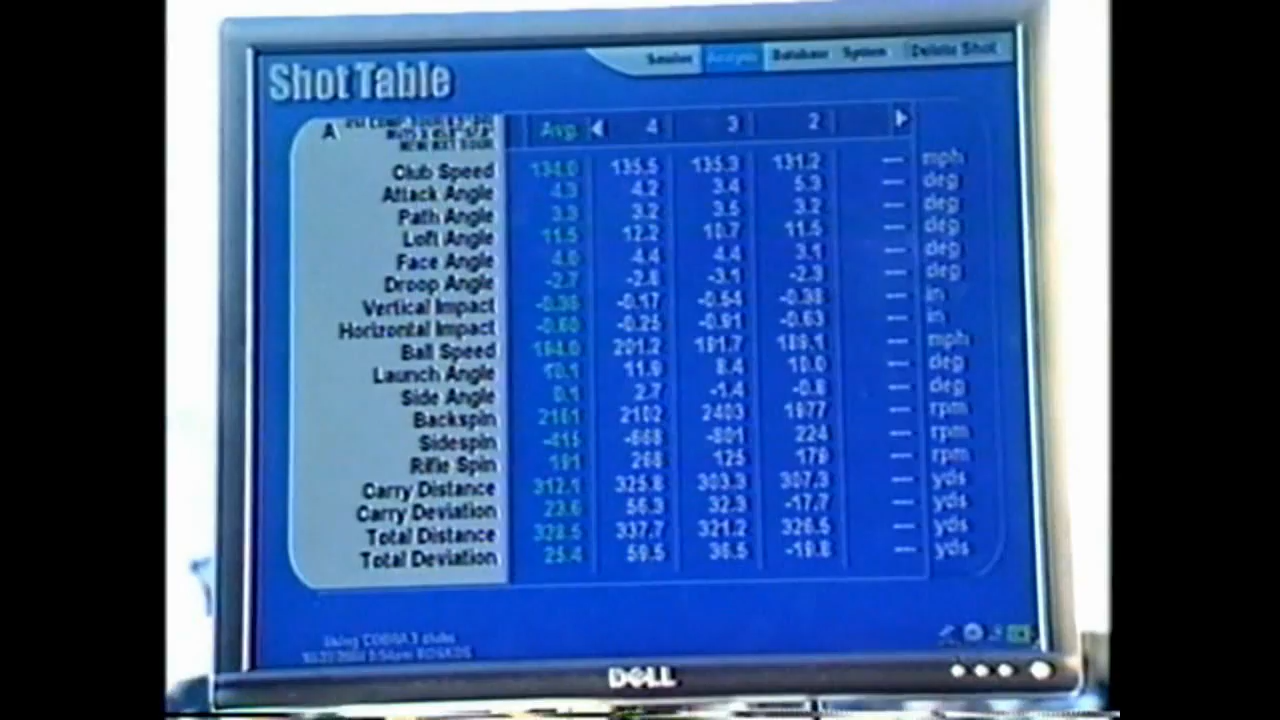 Shot Table
Session Analysis Database System Delete Shot
A Avg. 4 3 2
Club Speed 134.0 135.5 135.3 131.2 — mph
Attack Angle 4.3 4.2 3.4 5.3 — deg
Path Angle 3.3 3.2 3.5 3.2 — deg
Loft Angle 11.5 12.2 10.7 11.5 — deg
Face Angle 4.0 4.4 4.4 3.1 — deg
Droop Angle -2.7 -2.8 -3.1 -2.3 — deg
Vertical Impact -0.36 -0.17 -0.54 -0.38 — in
Horizontal Impact -0.60 -0.25 -0.91 -0.63 — in
Ball Speed 194.0 201.2 191.7 189.1 — mph
Launch Angle 10.1 11.9 8.4 10.0 — deg
Side Angle 0.1 2.7 -1.4 -0.8 — deg
Backspin 2161 2102 2403 1977 — rpm
Sidespin -415 -668 -801 224 — rpm
Rifle Spin 191 268 125 179 — rpm
Carry Distance 312.1 325.8 303.3 307.3 — yds
Carry Deviation 23.6 56.3 32.3 -17.7 — yds
Total Distance 328.5 337.7 321.2 326.5 — yds
Total Deviation 25.4 59.5 36.5 -19.8 — yds
Using COBRA 3 clubs
DELL